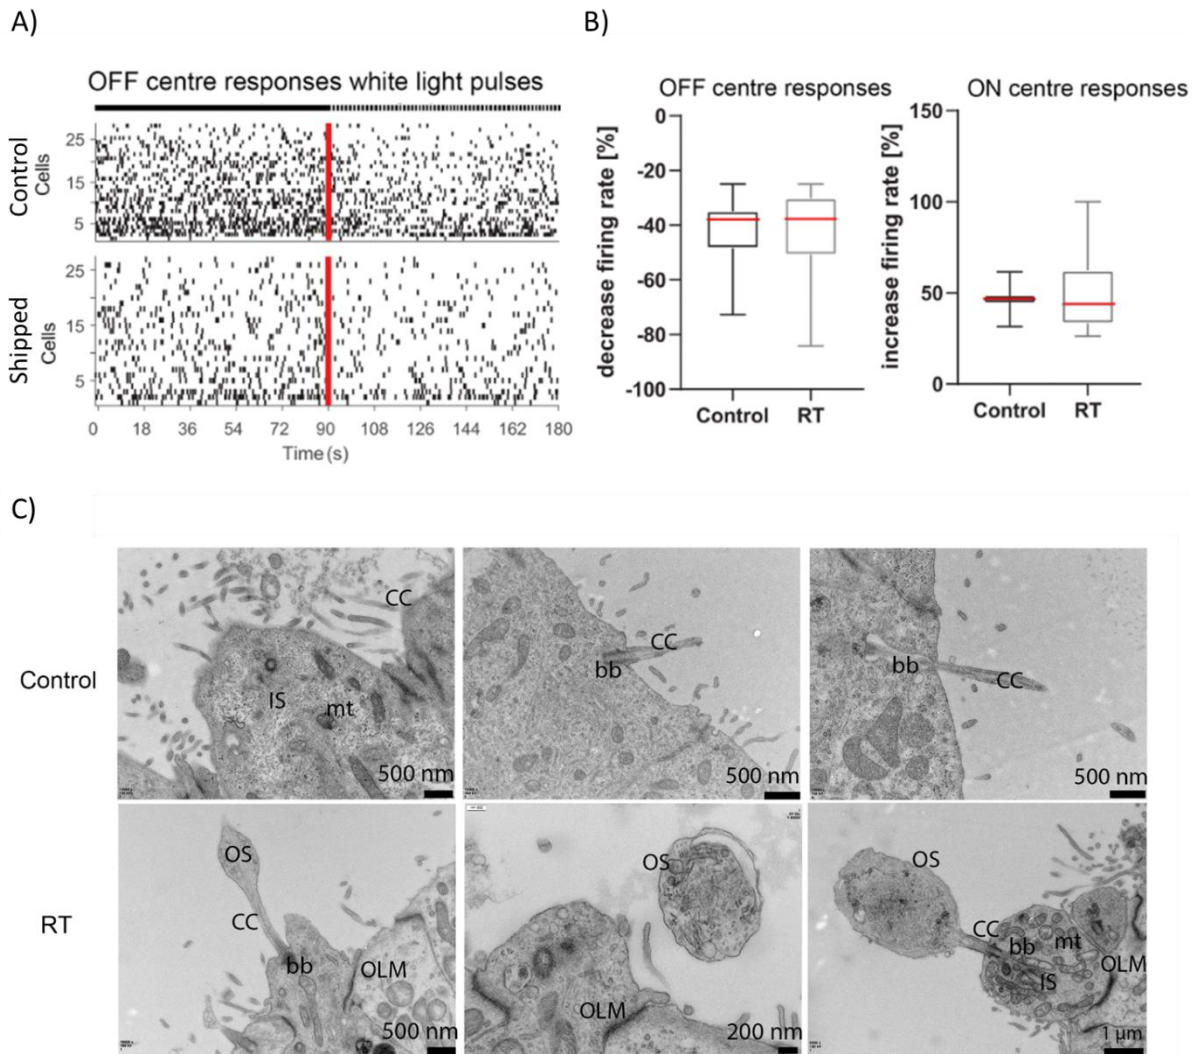 A)
B)
OFF centre responses white light pulses
Control
Cells
25
15
5
Shipped
Cells
25
15
5
0 18 36 54 72 90 108 126 144 162 180
Time (s)
OFF centre responses
decrease firing rate [%]
0
-20
-40
-60
-80
-100
Control RT
ON centre responses
increase firing rate [%]
150
100
50
0
Control RT
C)
Control
CC
IS
mt
500 nm
CC
bb
500 nm
bb
CC
500 nm
RT
OS
CC
bb
OLM
500 nm
OS
OLM
200 nm
OS
CC
bb
mt
OLM
IS
1 µm